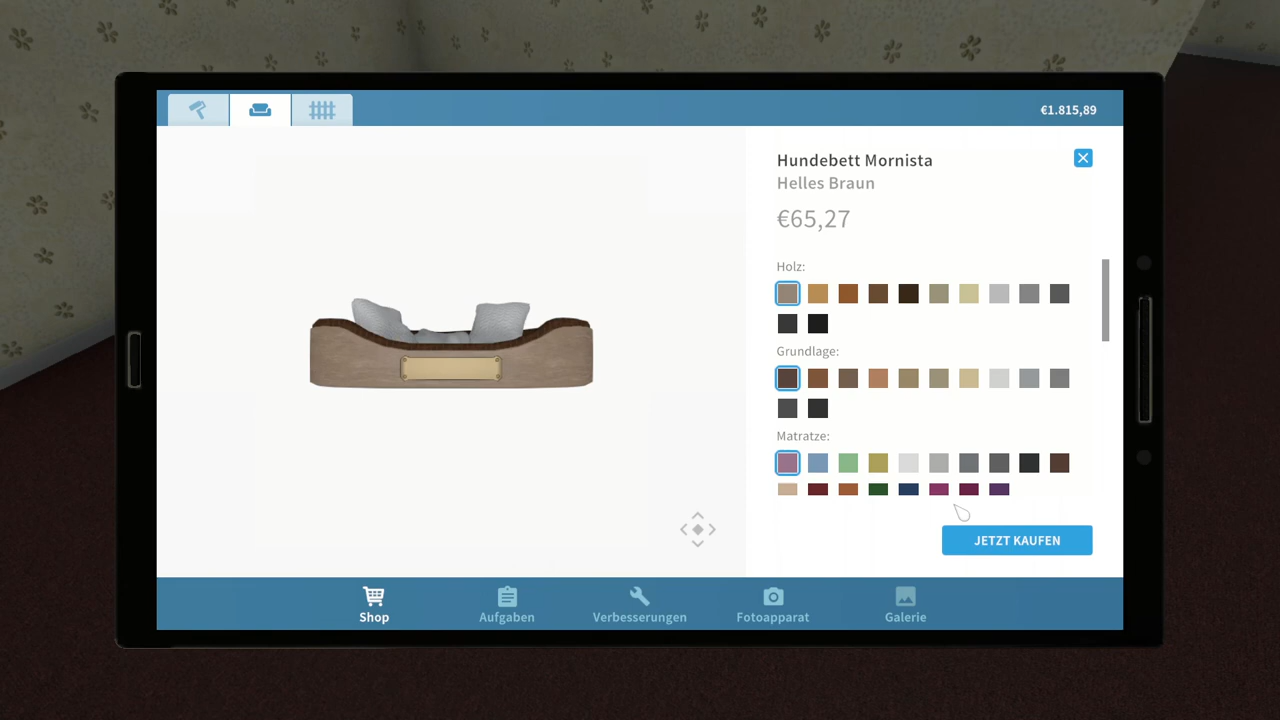 €1.815,89
Hundebett Mornista
Helles Braun
€65,27
Holz:
Grundlage:
Matratze:
JETZT KAUFEN
Shop
Aufgaben
Verbesserungen
Fotoapparat
Galerie